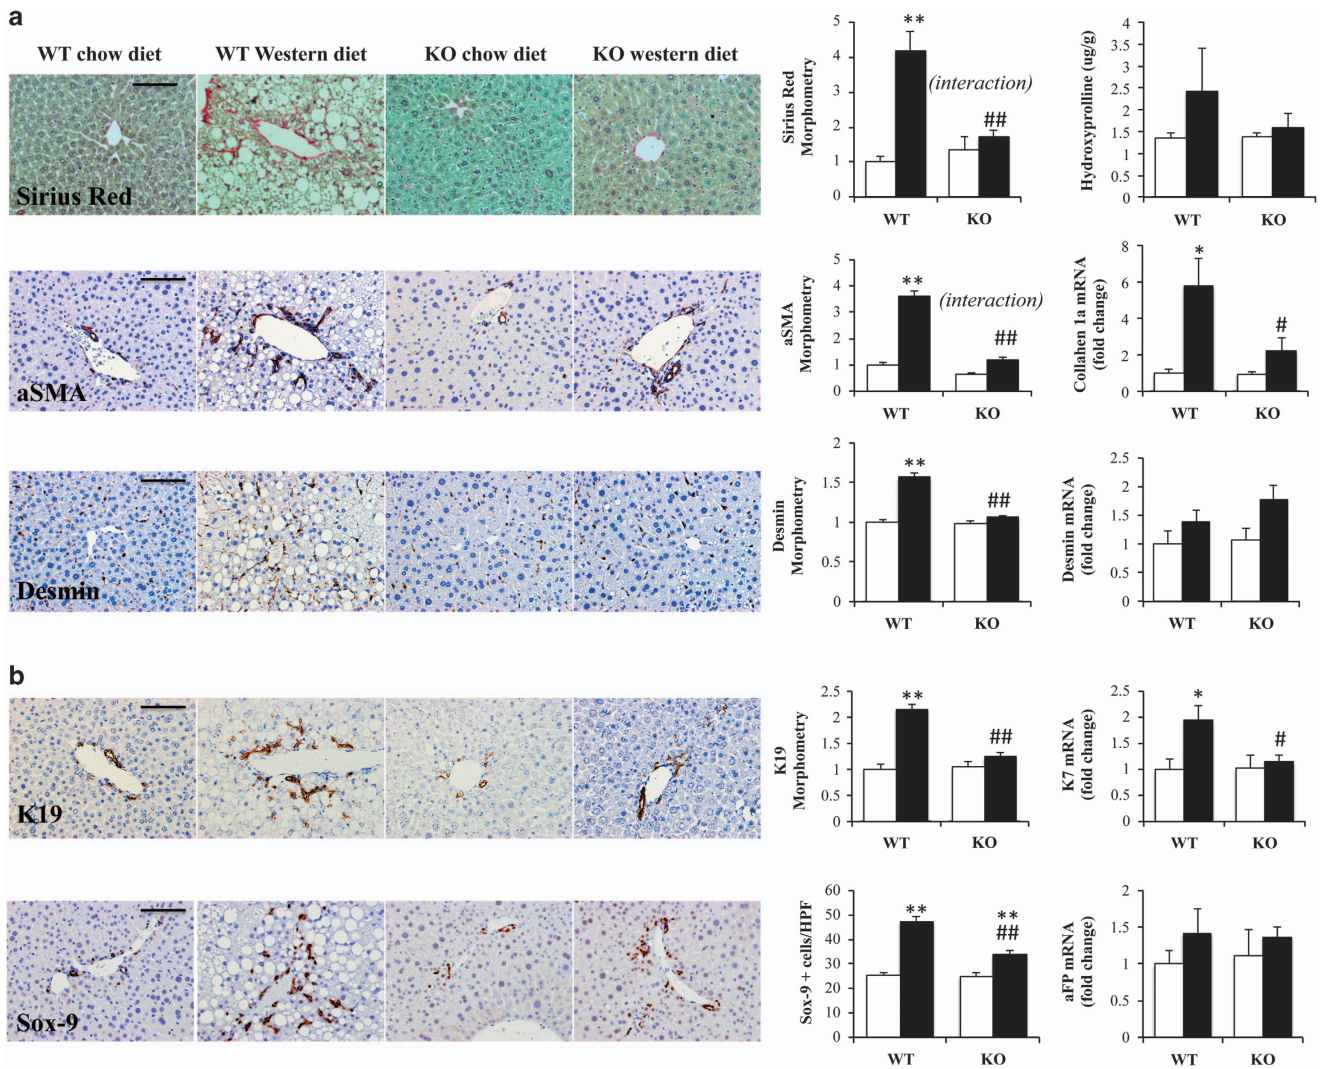 a
WT chow diet
WT Western diet
KO chow diet
KO western diet
Sirius Red
Sirius Red
Morphometry
5
4
3
2
1
0
**
(interaction)
##
WT
KO
Hydroxyprolline (ug/g)
4
3.5
3
2.5
2
1.5
1
0.5
0
WT
KO
aSMA
aSMA
Morphometry
5
4
3
2
1
0
**
(interaction)
##
WT
KO
Collahen 1a mRNA
(fold change)
8
6
4
2
0
*
#
WT
KO
Desmin
Desmin
Morphometry
2
1.5
1
0.5
0
**
##
WT
KO
Desmin mRNA
(fold change)
2.5
2
1.5
1
0.5
0
WT
KO
b
K19
K19
Morphometry
2.5
2
1.5
1
0.5
0
**
##
WT
KO
K7 mRNA
(fold change)
2.5
2
1.5
1
0.5
0
*
#
WT
KO
Sox-9
Sox-9 + cells/HPF
60
50
40
30
20
10
0
**
**
##
WT
KO
aFP mRNA
(fold change)
2
1.5
1
0.5
0
WT
KO